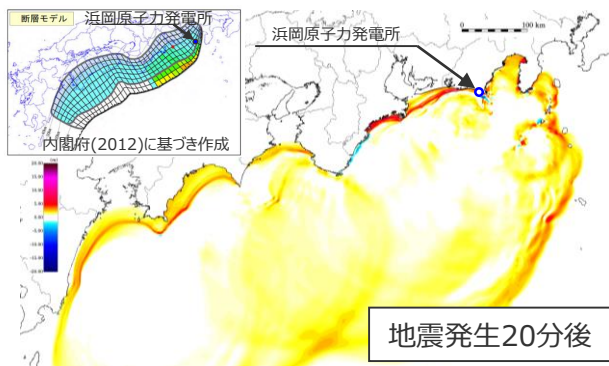 断層モデル
浜岡原子力発電所
内閣府(2012)に基づき作成
浜岡原子力発電所
0 100 km
地震発生20分後